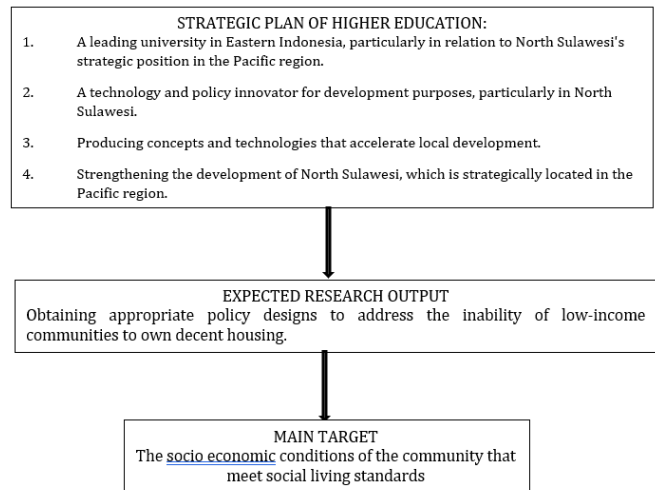 STRATEGIC PLAN OF HIGHER EDUCATION:
1. A leading university in Eastern Indonesia, particularly in relation to North Sulawesi's
strategic position in the Pacific region.
2. A technology and policy innovator for development purposes, particularly in North
Sulawesi.
3. Producing concepts and technologies that accelerate local development.
4. Strengthening the development of North Sulawesi, which is strategically located in the
Pacific region.
EXPECTED RESEARCH OUTPUT
Obtaining appropriate policy designs to address the inability of low-income
communities to own decent housing.
MAIN TARGET
The socio economic conditions of the community that
meet social living standards